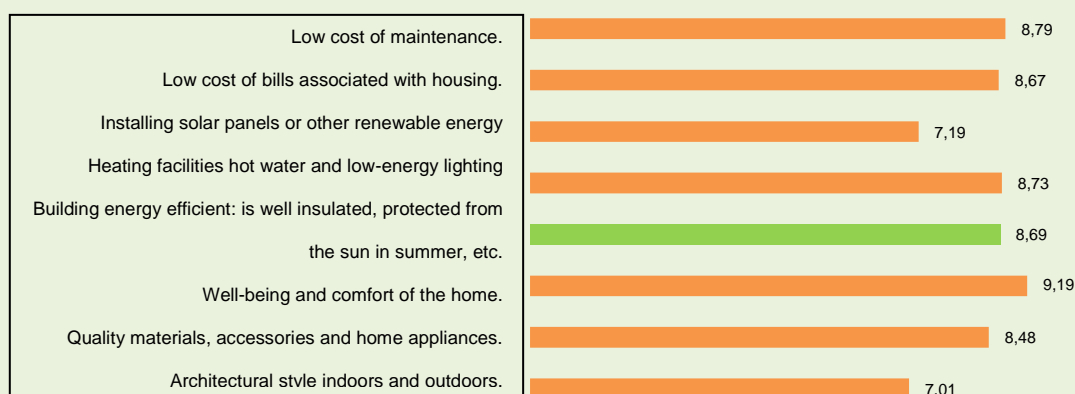 Low cost of maintenance.
8,79
Low cost of bills associated with housing.
8,67
Installing solar panels or other renewable energy
7,19
Heating facilities hot water and low-energy lighting
8,73
Building energy efficient: is well insulated, protected from
the sun in summer, etc.
8,69
Well-being and comfort of the home.
9,19
Quality materials, accessories and home appliances.
8,48
Architectural style indoors and outdoors.
7,01